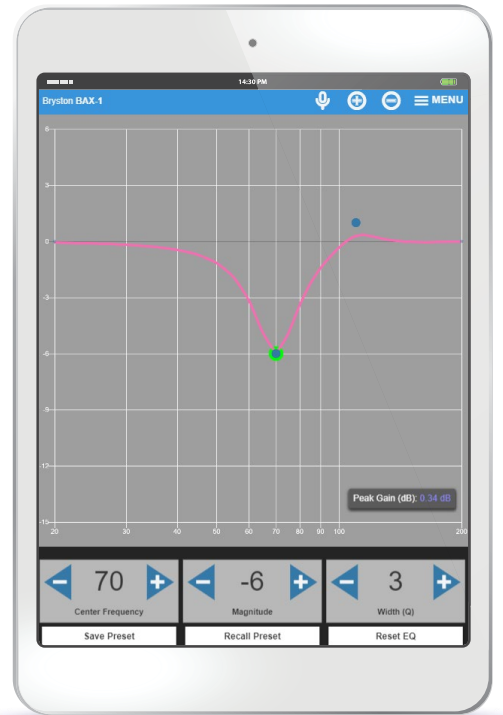 14:30 PM
Bryston BAX-1
MENU
6
3
0
-3
-6
-9
-12
-15
Peak Gain (dB): 0.34 dB
20 30 40 50 60 70 80 90 100 200
70 -6 3
Center Frequency Magnitude Width (Q)
Save Preset Recall Preset Reset EQ